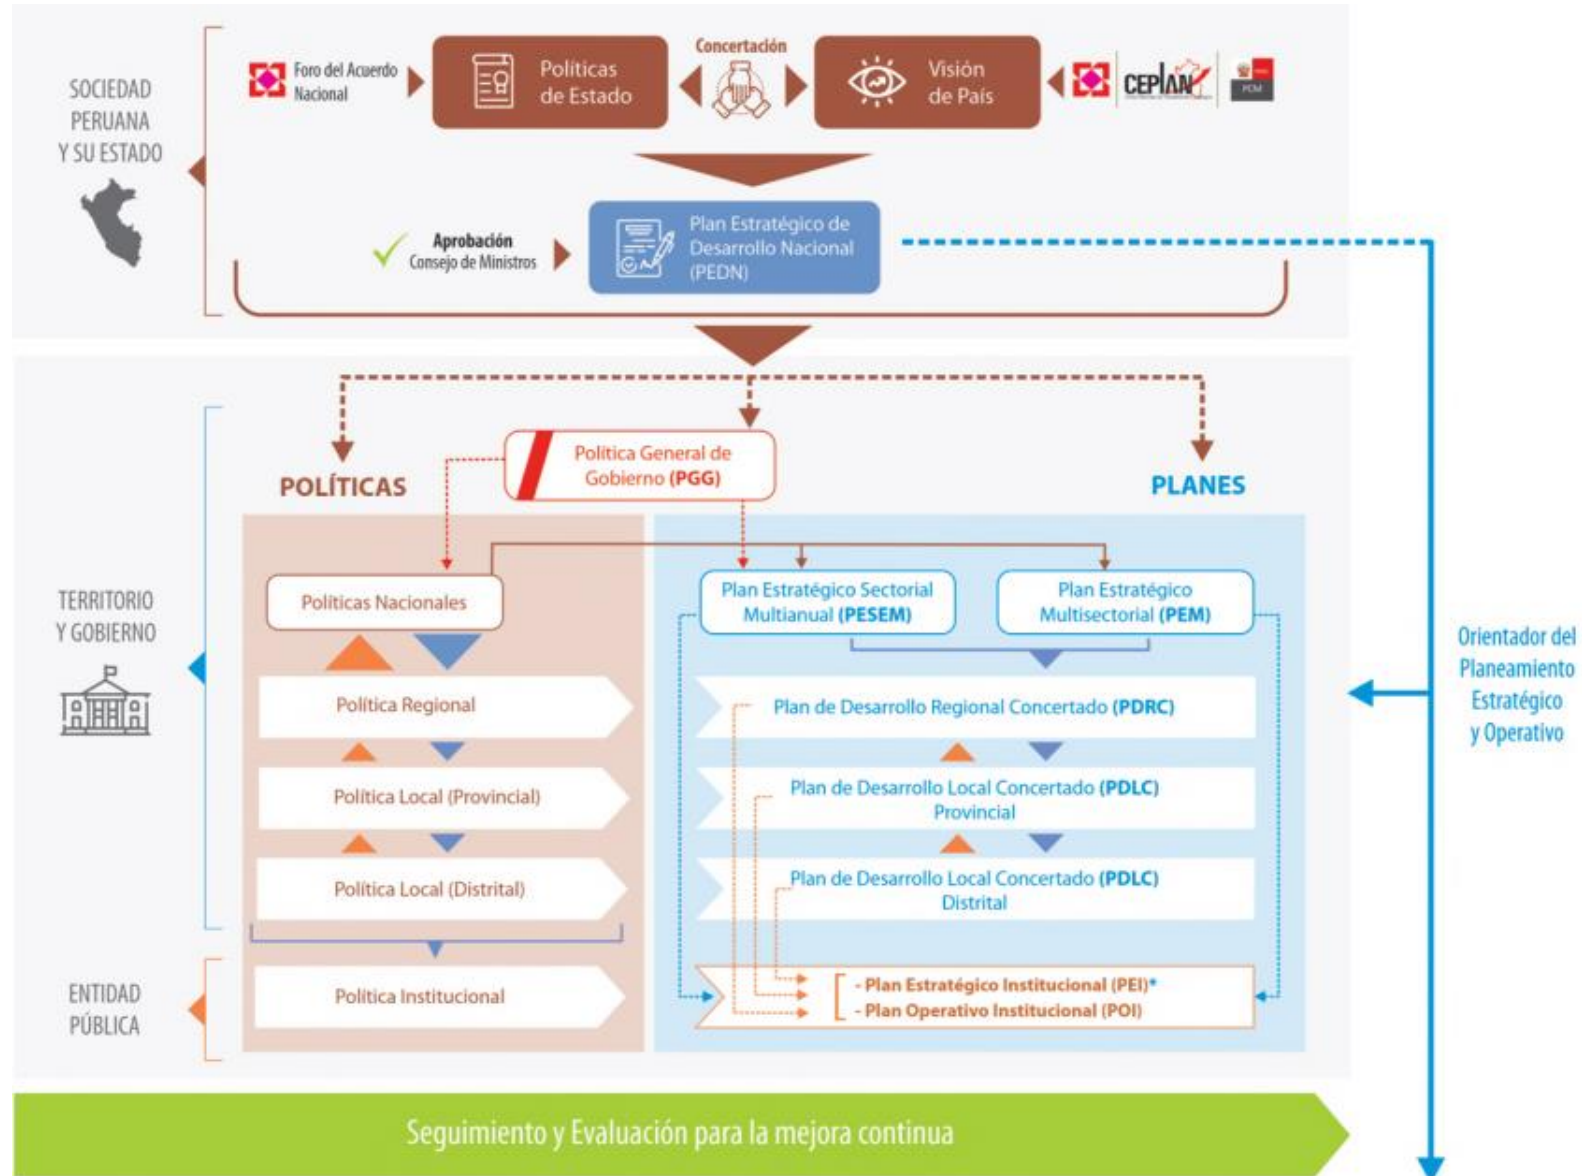 SOCIEDAD
PERUANA
Y SU ESTADO
Foro del Acuerdo
Nacional
Políticas
de Estado
Concertación
Visión
de País
CEPLAN
PCM
Aprobación
Consejo de Ministros
Plan Estratégico de
Desarrollo Nacional
(PEDN)
Política General de
Gobierno (PGG)
POLÍTICAS
PLANES
TERRITORIO
Y GOBIERNO
Políticas Nacionales
Plan Estratégico Sectorial
Multianual (PESEM)
Plan Estratégico
Multisectorial (PEM)
Política Regional
Plan de Desarrollo Regional Concertado (PDRC)
Política Local (Provincial)
Plan de Desarrollo Local Concertado (PDLC)
Provincial
Política Local (Distrital)
Plan de Desarrollo Local Concertado (PDLC)
Distrital
Orientador del
Planeamiento
Estratégico
y Operativo
ENTIDAD
PÚBLICA
Política Institucional
- Plan Estratégico Institucional (PEI)*
- Plan Operativo Institucional (POI)
Seguimiento y Evaluación para la mejora continua